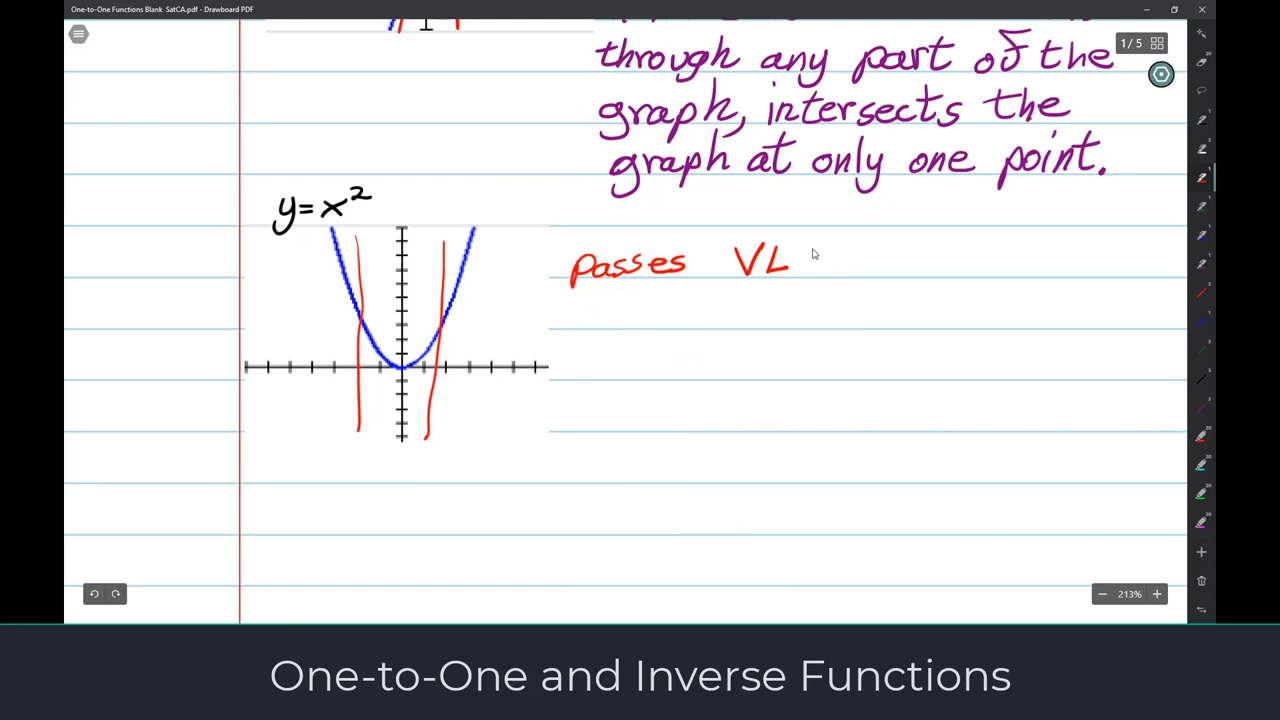 One-to-One Functions Blank SatCA.pdf - Drawboard PDF
1 / 5
through any part of the
graph, intersects the
graph at only one point.
y=x²
passes VL
213%
One-to-One and Inverse Functions